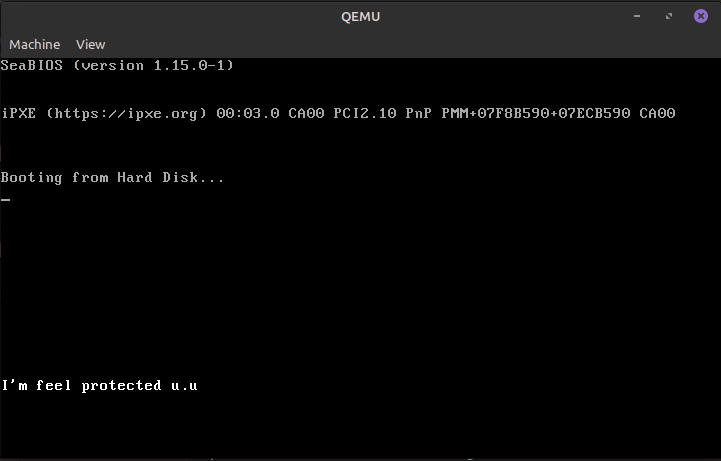 QEMU
Machine View
SeaBIOS (version 1.15.0-1)
iPXE (https://ipxe.org) 00:03.0 CA00 PCI2.10 PnP PMM+07F8B590+07ECB590 CA00
Booting from Hard Disk...
_
I'm feel protected u.u